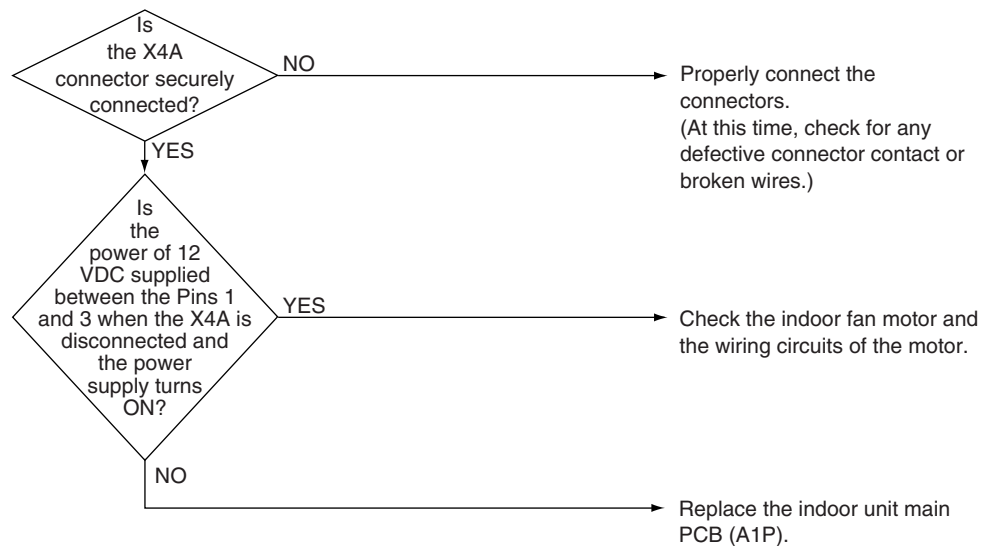 Is
the X4A
connector securely
connected?
NO
Properly connect the
connectors.
(At this time, check for any
defective connector contact or
broken wires.)
YES
Is
the
power of 12
VDC supplied
between the Pins 1
and 3 when the X4A is
disconnected and
the power
supply turns
ON?
YES
Check the indoor fan motor and
the wiring circuits of the motor.
NO
Replace the indoor unit main
PCB (A1P).